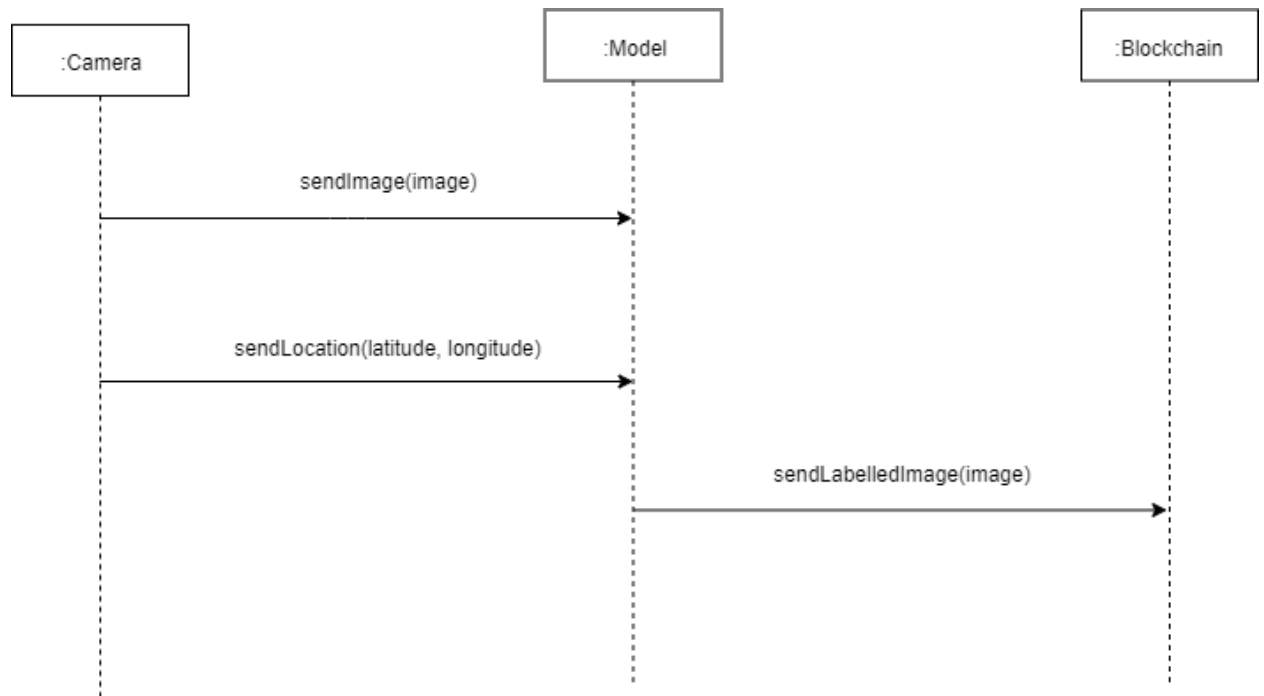 :Camera
:Model
:Blockchain
sendImage(image)
sendLocation(latitude, longitude)
sendLabelledImage(image)